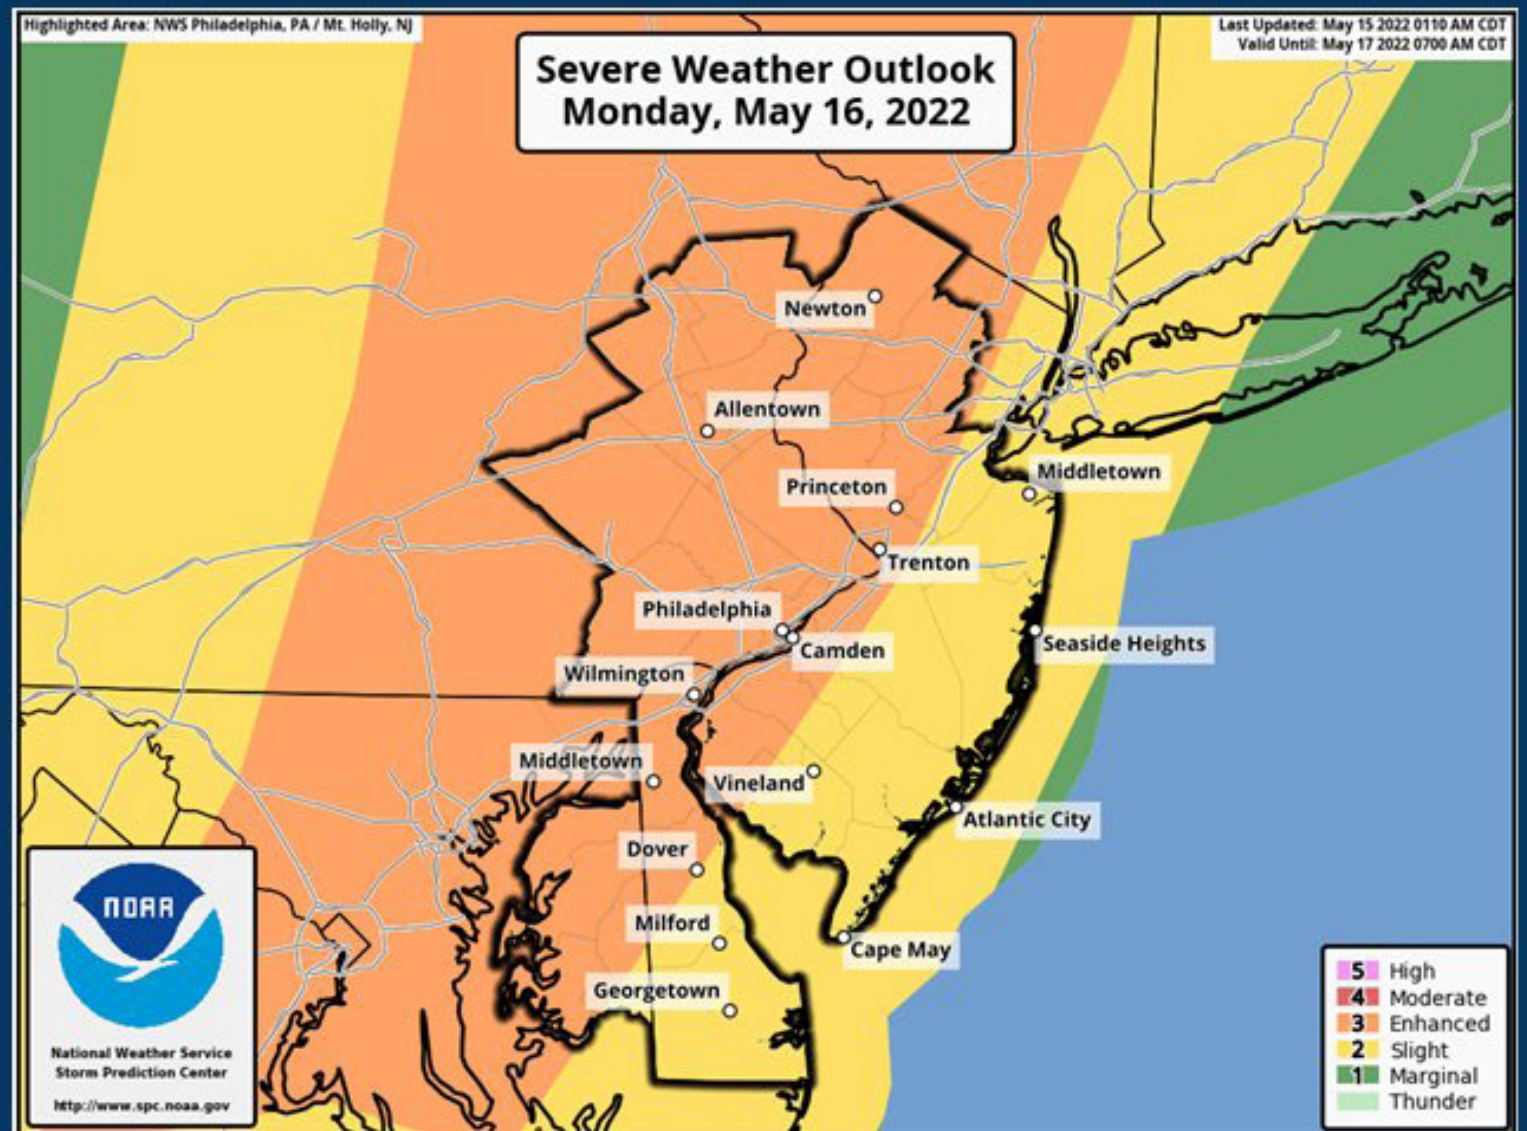 Highlighted Area: NWS Philadelphia, PA / Mt. Holly, NJ
Last Updated: May 15 2022 0110 AM CDT
Valid Until: May 17 2022 0700 AM CDT
Severe Weather Outlook
Monday, May 16, 2022
Newton
Allentown
Middletown
Princeton
Trenton
Philadelphia
Seaside Heights
Camden
Wilmington
Middletown
Vineland
Atlantic City
Dover
Milford
Cape May
Georgetown
NOAA
National Weather Service
Storm Prediction Center
http://www.spc.noaa.gov
5 High
4 Moderate
3 Enhanced
2 Slight
1 Marginal
Thunder